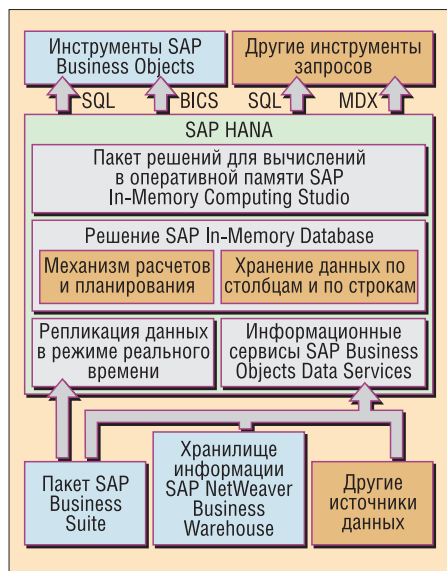 Инструменты SAP
Business Objects
Другие инструменты
запросов
SQL
BICS
SQL
MDX
SAP HANA
Пакет решений для вычислений
в оперативной памяти SAP
In-Memory Computing Studio
Решение SAP In-Memory Database
Механизм расчетов
и планирования
Хранение данных по
столбцам и по строкам
Репликация данных
в режиме реального
времени
Информационные
сервисы SAP Business
Objects Data Services
Пакет SAP
Business
Suite
Хранилище
информации
SAP NetWeaver
Business
Warehouse
Другие
источники
данных